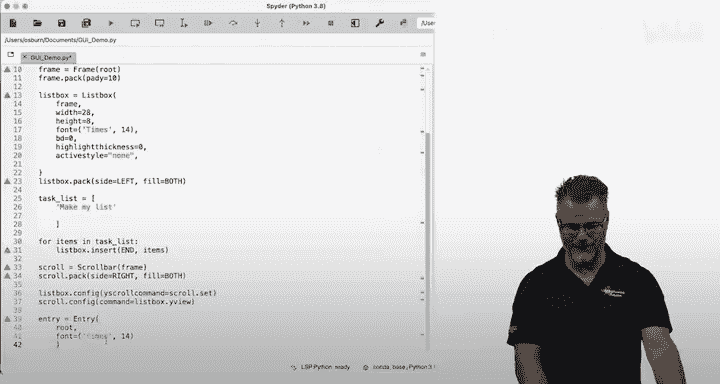 Spyder (Python 3.8)
/User
/Users/osburn/Documents/GUI_Demo.py
GUI_Demo.py*
10 frame = Frame(root)
11 frame.pack(pady=10)
12
13 listbox = Listbox(
14 frame,
15 width=28,
16 height=8,
17 font=('Times', 14),
18 bd=0,
19 highlightthickness=0,
20 activestyle="none",
21
22 )
23 listbox.pack(side=LEFT, fill=BOTH)
24
25 task_list = [
26 'Make my list'
27
28 ]
29
30 for items in task_list:
31 listbox.insert(END, items)
32
33 scroll = Scrollbar(frame)
34 scroll.pack(side=RIGHT, fill=BOTH)
35
36 listbox.config(yscrollcommand=scroll.set)
37 scroll.config(command=listbox.yview)
38
39 entry = Entry(
40 root,
41 font=('Times', 14)
42 )
LSP Python: ready conda: base (Python 3.